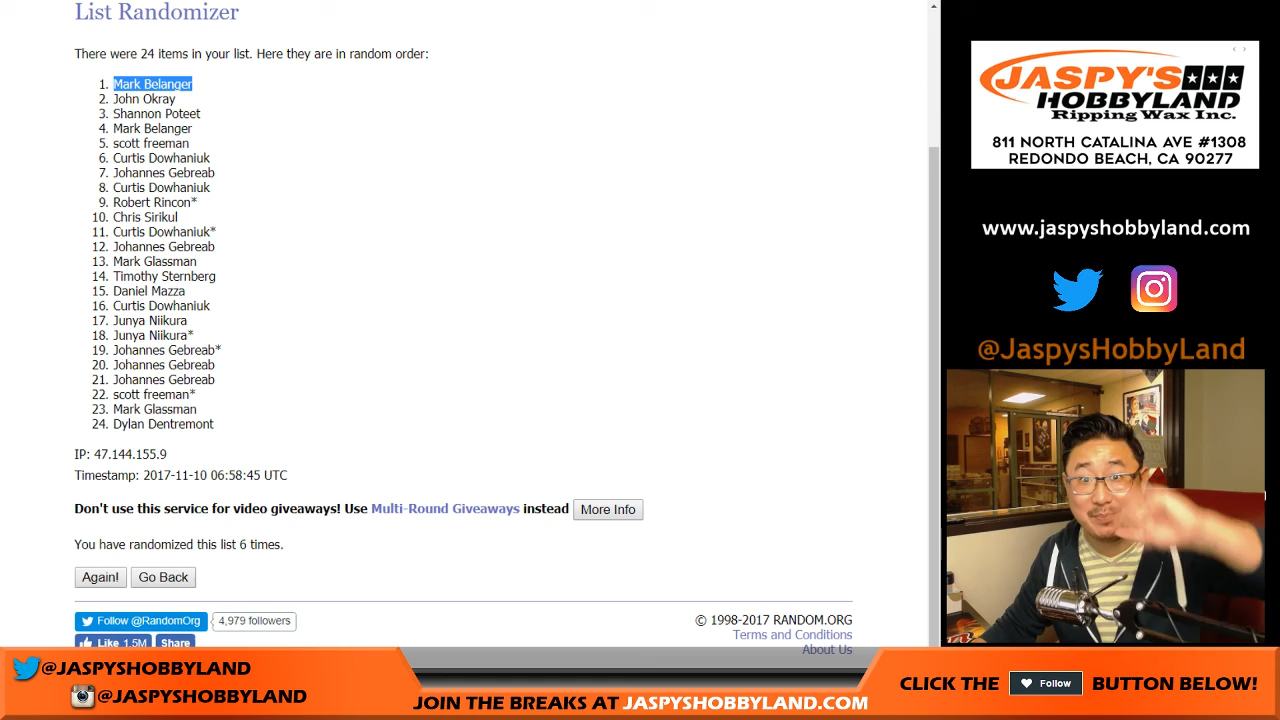 List Randomizer
There were 24 items in your list. Here they are in random order:
1. Mark Belanger
2. John Okray
3. Shannon Poteet
4. Mark Belanger
5. scott freeman
6. Curtis Dowhaniuk
7. Johannes Gebreab
8. Curtis Dowhaniuk
9. Robert Rincon*
10. Chris Sirikul
11. Curtis Dowhaniuk*
12. Johannes Gebreab
13. Mark Glassman
14. Timothy Sternberg
15. Daniel Mazza
16. Curtis Dowhaniuk
17. Junya Niikura
18. Junya Niikura*
19. Johannes Gebreab*
20. Johannes Gebreab
21. Johannes Gebreab
22. scott freeman*
23. Mark Glassman
24. Dylan Dentremont
IP: 47.144.155.9
Timestamp: 2017-11-10 06:58:45 UTC
Don't use this service for video giveaways! Use Multi-Round Giveaways instead More Info
You have randomized this list 6 times.
Again! Go Back
Follow @RandomOrg 4,979 followers
Like 1.5M Share
© 1998-2017 RANDOM.ORG
Terms and Conditions
About Us
JASPY'S
HOBBYLAND
Ripping Wax Inc.
811 NORTH CATALINA AVE #1308
REDONDO BEACH, CA 90277
www.jaspyshobbyland.com
@JaspysHobbyLand
@JASPYSHOBBYLAND
@JASPYSHOBBYLAND
JOIN THE BREAKS AT JASPYSHOBBYLAND.COM
CLICK THE Follow BUTTON BELOW!